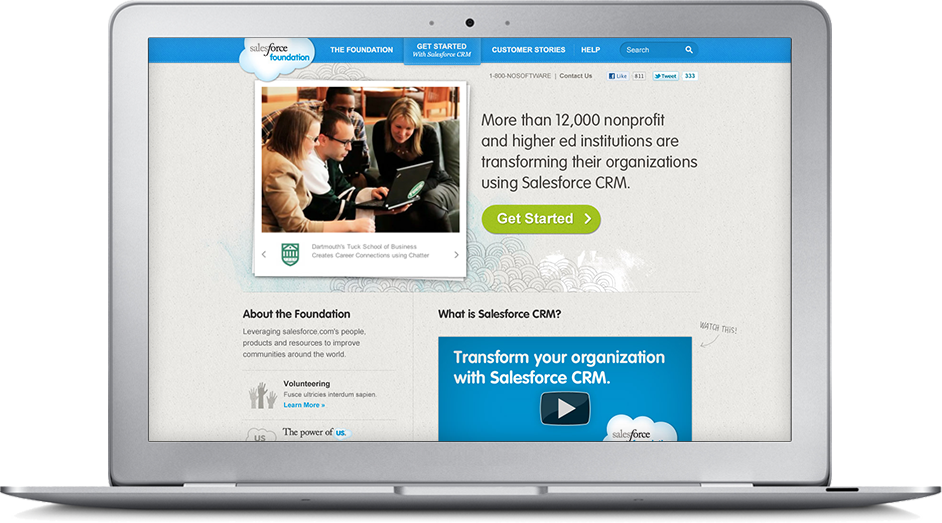 salesforce
foundation
THE FOUNDATION
GET STARTED
With Salesforce CRM
CUSTOMER STORIES
HELP
Search
1-800-NOSOFTWARE | Contact Us
Like 811
Tweet 333
More than 12,000 nonprofit
and higher ed institutions are
transforming their organizations
using Salesforce CRM.
Get Started
Dartmouth's Tuck School of Business
Creates Career Connections using Chatter
About the Foundation
Leveraging salesforce.com's people,
products and resources to improve
communities around the world.
Volunteering
Fusce ultricies interdum sapien.
Learn More »
US
The power of us.
What is Salesforce CRM?
WATCH THIS!
Transform your organization
with Salesforce CRM.
salesforce